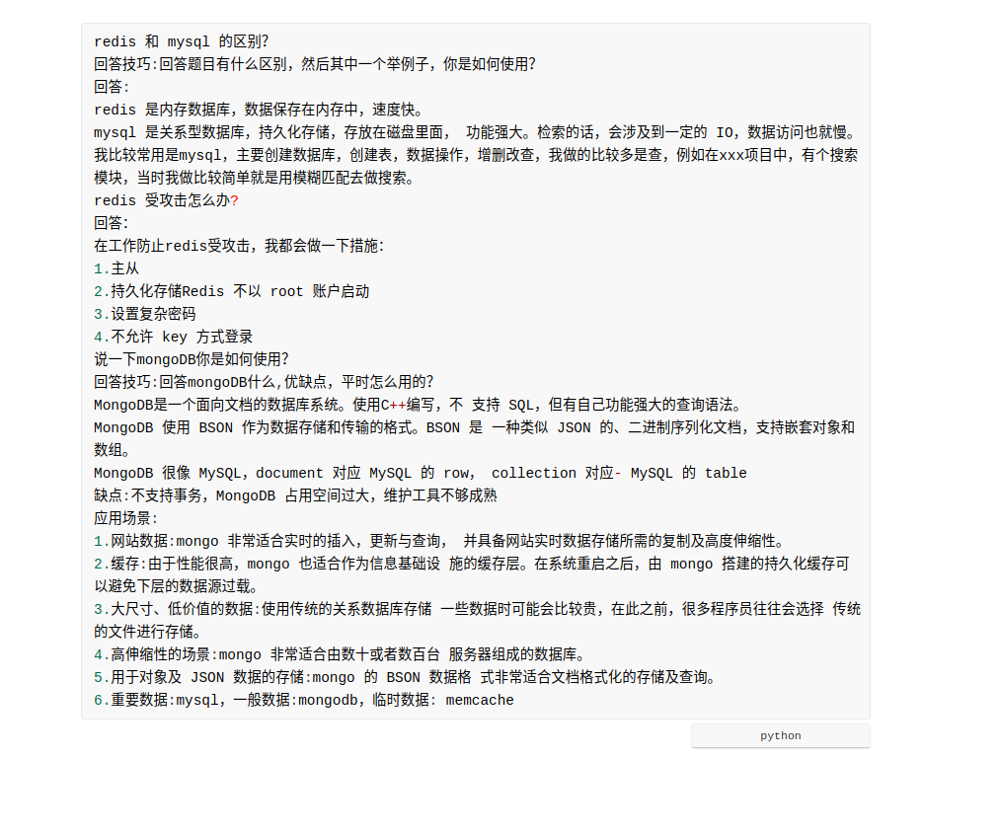 redis 和 mysql 的区别?
回答技巧:回答题目有什么区别，然后其中一个举例子，你是如何使用?
回答:
redis 是内存数据库，数据保存在内存中，速度快。
mysql 是关系型数据库，持久化存储，存放在磁盘里面， 功能强大。检索的话，会涉及到一定的 IO，数据访问也就慢。
我比较常用是mysql，主要创建数据库，创建表，数据操作，增删改查，我做的比较多是查，例如在xxx项目中，有个搜索
模块，当时我做比较简单就是用模糊匹配去做搜索。
redis 受攻击怎么办?
回答：
在工作防止redis受攻击，我都会做一下措施：
1.主从
2.持久化存储Redis 不以 root 账户启动
3.设置复杂密码
4.不允许 key 方式登录
说一下mongoDB你是如何使用?
回答技巧:回答mongoDB什么,优缺点，平时怎么用的?
MongoDB是一个面向文档的数据库系统。使用C++编写，不 支持 SQL，但有自己功能强大的查询语法。
MongoDB 使用 BSON 作为数据存储和传输的格式。BSON 是 一种类似 JSON 的、二进制序列化文档，支持嵌套对象和
数组。
MongoDB 很像 MySQL，document 对应 MySQL 的 row， collection 对应- MySQL 的 table
缺点:不支持事务，MongoDB 占用空间过大，维护工具不够成熟
应用场景:
1.网站数据:mongo 非常适合实时的插入，更新与查询， 并具备网站实时数据存储所需的复制及高度伸缩性。
2.缓存:由于性能很高，mongo 也适合作为信息基础设 施的缓存层。在系统重启之后，由 mongo 搭建的持久化缓存可
以避免下层的数据源过载。
3.大尺寸、低价值的数据:使用传统的关系数据库存储 一些数据时可能会比较贵，在此之前，很多程序员往往会选择 传统
的文件进行存储。
4.高伸缩性的场景:mongo 非常适合由数十或者数百台 服务器组成的数据库。
5.用于对象及 JSON 数据的存储:mongo 的 BSON 数据格 式非常适合文档格式化的存储及查询。
6.重要数据:mysql，一般数据:mongodb，临时数据: memcache
python